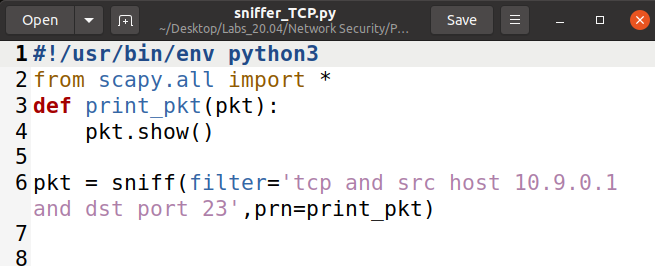 Open
sniffer_TCP.py
~/Desktop/Labs_20.04/Network Security/P...
Save
1 #!/usr/bin/env python3
2 from scapy.all import *
3 def print_pkt(pkt):
4     pkt.show()
5
6 pkt = sniff(filter='tcp and src host 10.9.0.1
and dst port 23',prn=print_pkt)
7
8